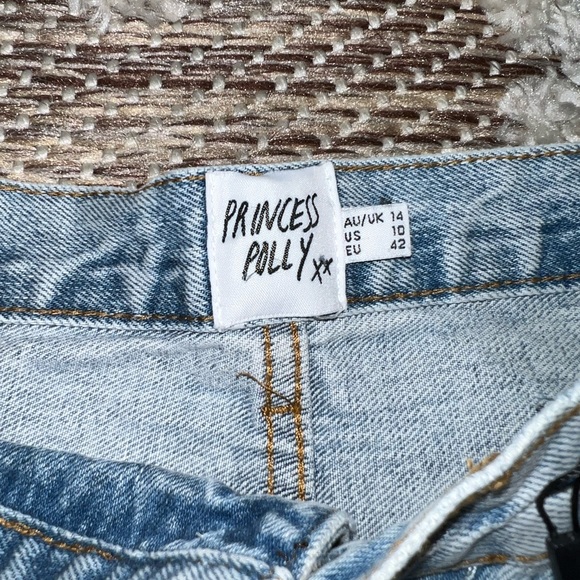 PRINCESS
POLLY xx
AU/UK 14
US 10
EU 42